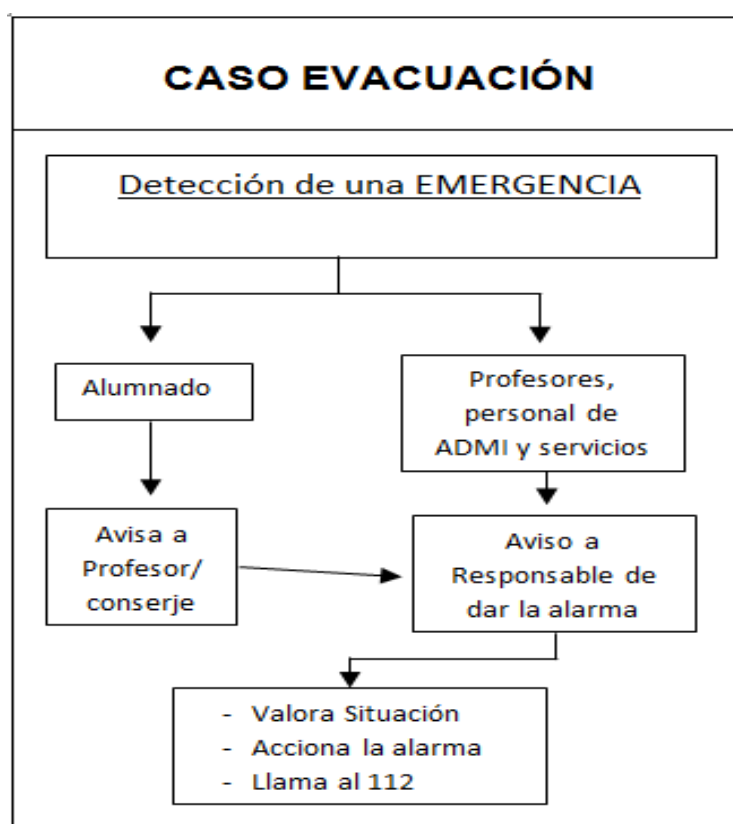 CASO EVACUACIÓN
Detección de una EMERGENCIA
Alumnado
Profesores,
personal de
ADMI y servicios
Avisa a
Profesor/
conserje
Aviso a
Responsable de
dar la alarma
- Valora Situación
- Acciona la alarma
- Llama al 112